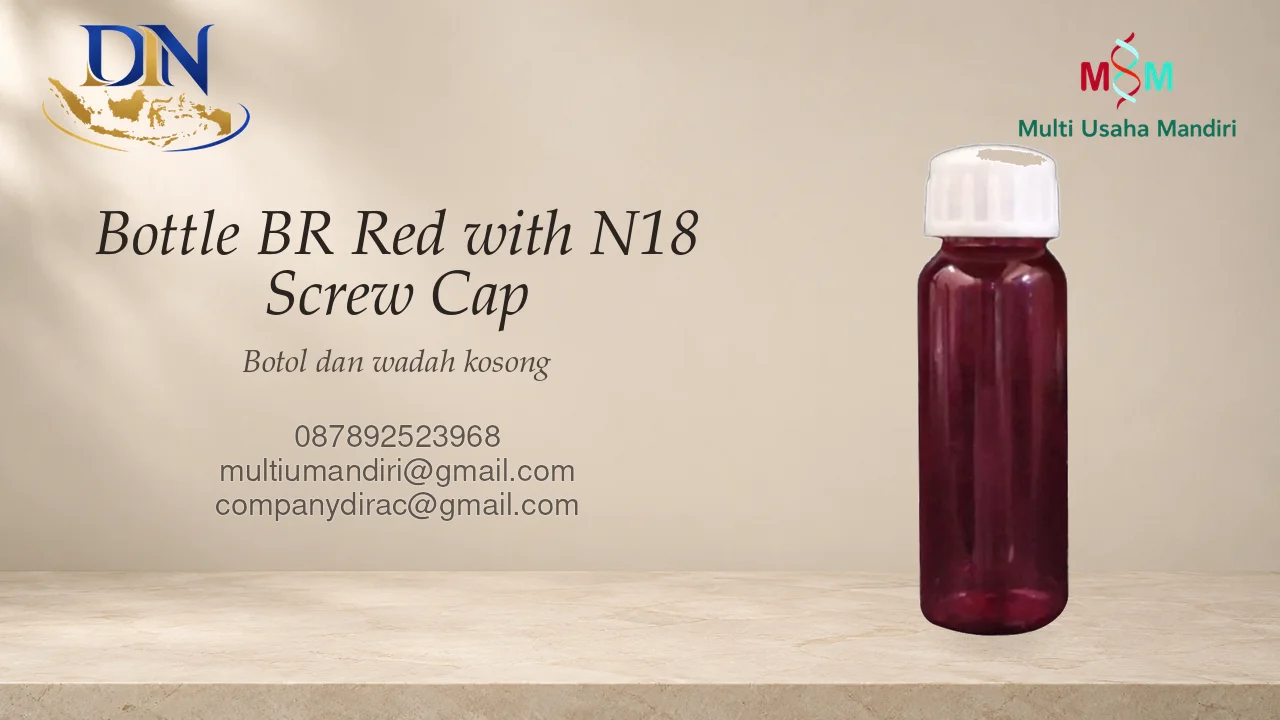 DN
M M
Multi Usaha Mandiri
Bottle BR Red with N18
Screw Cap
Botol dan wadah kosong
087892523968
multiumandiri@gmail.com
companydirac@gmail.com